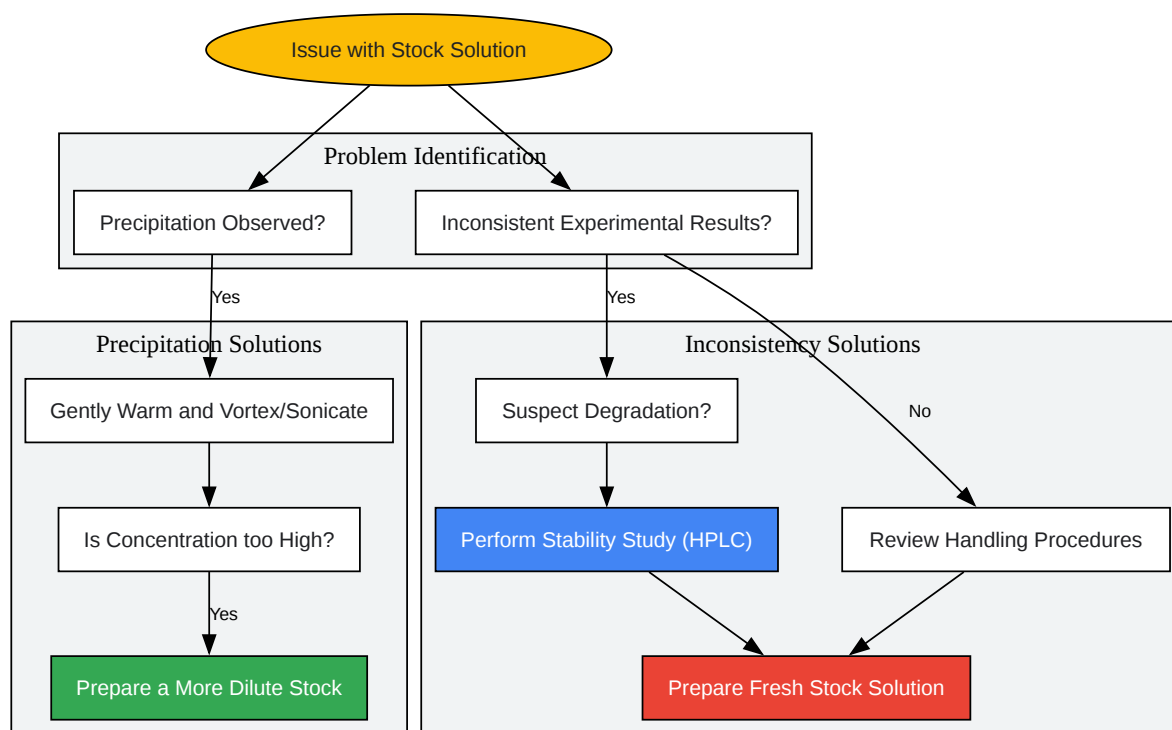 Issue with Stock Solution
Problem Identification
Precipitation Observed?
Inconsistent Experimental Results?
Yes
Yes
Precipitation Solutions
Inconsistency Solutions
Gently Warm and Vortex/Sonicate
Suspect Degradation?
No
Is Concentration too High?
Perform Stability Study (HPLC)
Review Handling Procedures
Yes
Prepare a More Dilute Stock
Prepare Fresh Stock Solution